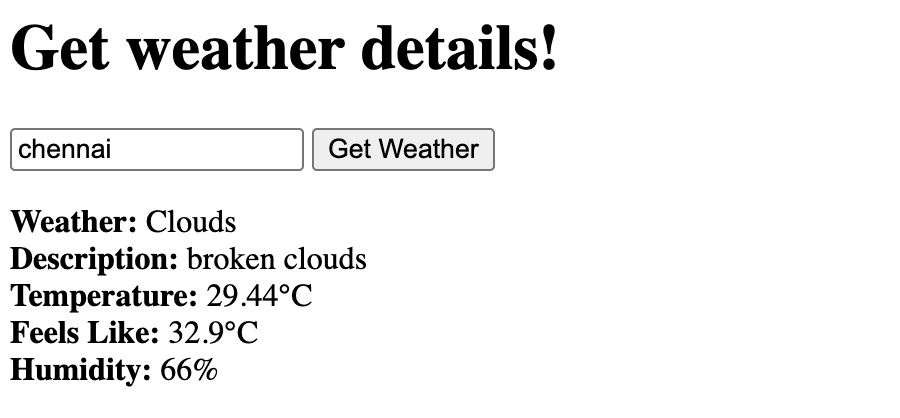 Get weather details!
chennai Get Weather
Weather: Clouds
Description: broken clouds
Temperature: 29.44°C
Feels Like: 32.9°C
Humidity: 66%